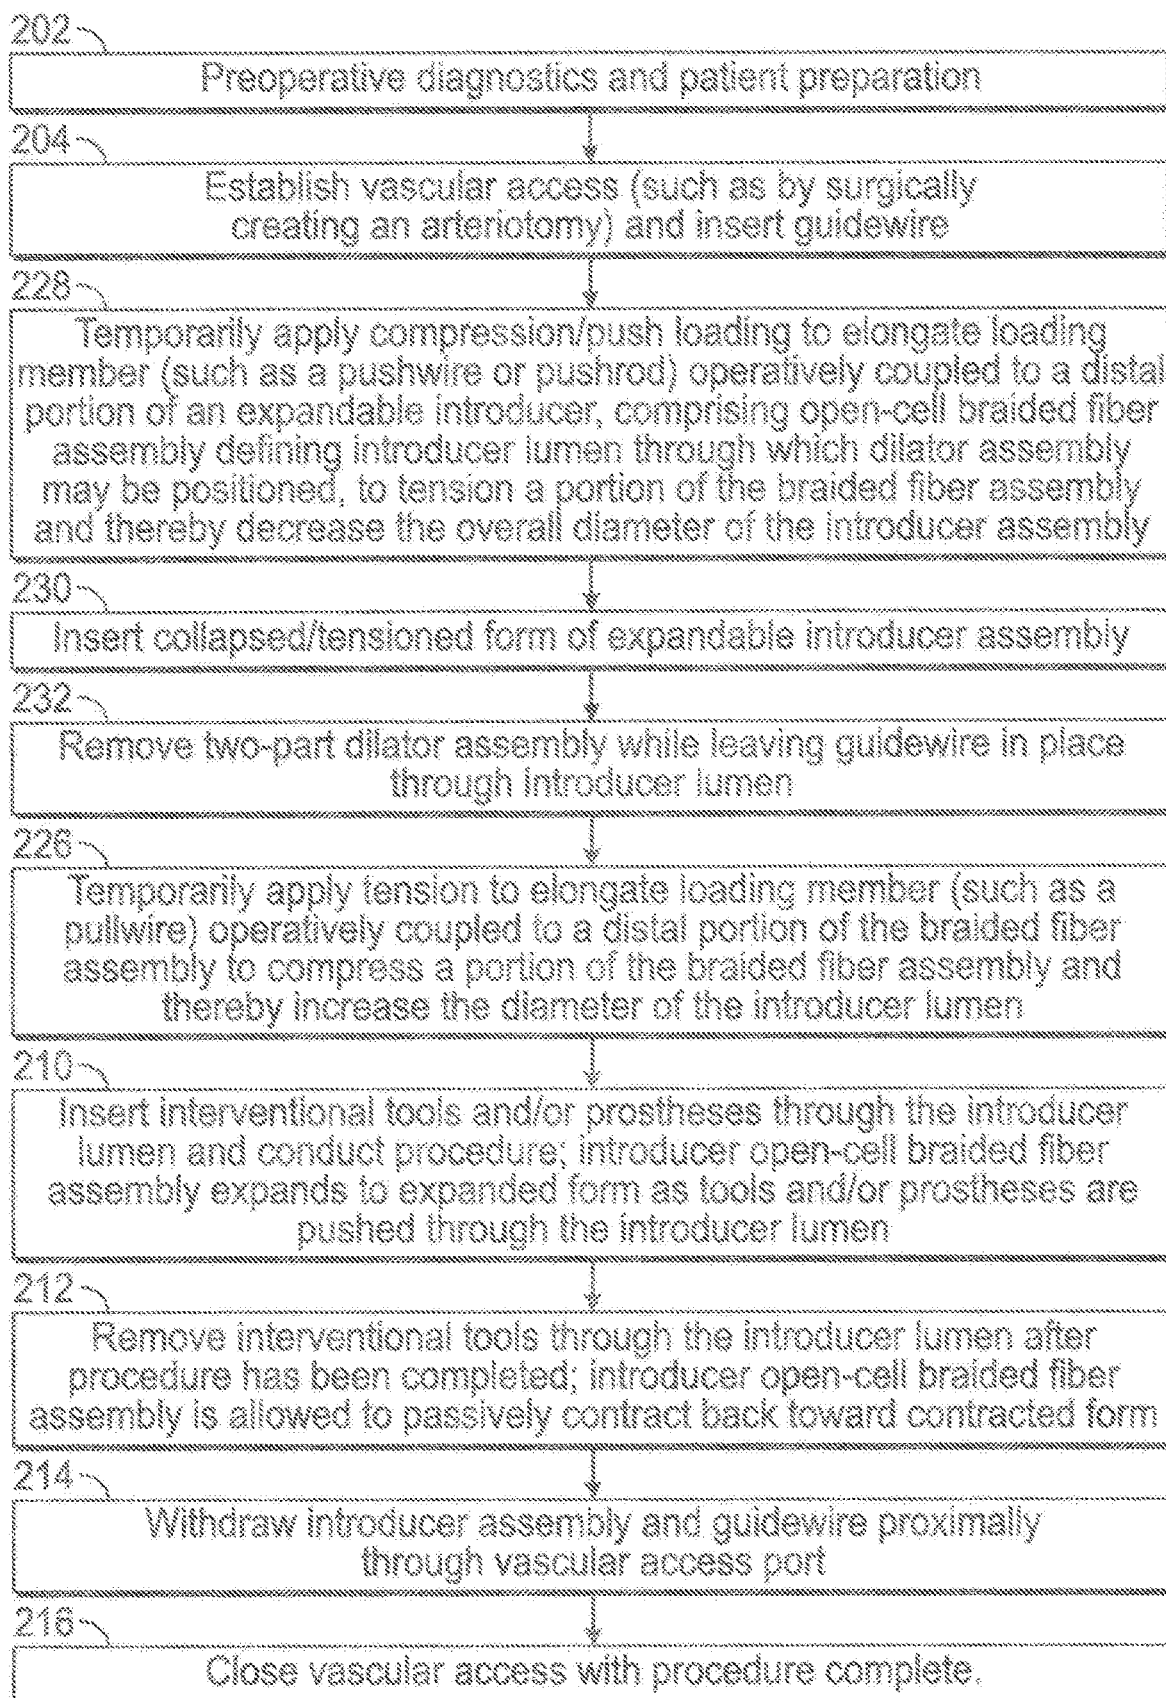 202
Preoperative diagnostics and patient preparation
204
Establish vascular access (such as by surgically
creating an arteriotomy) and insert guidewire
228
Temporarily apply compression/push loading to elongate loading
member (such as a pushwire or pushrod) operatively coupled to a distal
portion of an expandable introducer, comprising open-cell braided fiber
assembly defining introducer lumen through which dilator assembly
may be positioned, to tension a portion of the braided fiber assembly
and thereby decrease the overall diameter of the introducer assembly
230
Insert collapsed/tensioned form of expandable introducer assembly
232
Remove two-part dilator assembly while leaving guidewire in place
through introducer lumen
226
Temporarily apply tension to elongate loading member (such as a
pullwire) operatively coupled to a distal portion of the braided fiber
assembly to compress a portion of the braided fiber assembly and
thereby increase the diameter of the introducer lumen
210
Insert interventional tools and/or prostheses through the introducer
lumen and conduct procedure; introducer open-cell braided fiber
assembly expands to expanded form as tools and/or prostheses are
pushed through the introducer lumen
212
Remove interventional tools through the introducer lumen after
procedure has been completed; introducer open-cell braided fiber
assembly is allowed to passively contract back toward contracted form
214
Withdraw introducer assembly and guidewire proximally
through vascular access port
216
Close vascular access with procedure complete.